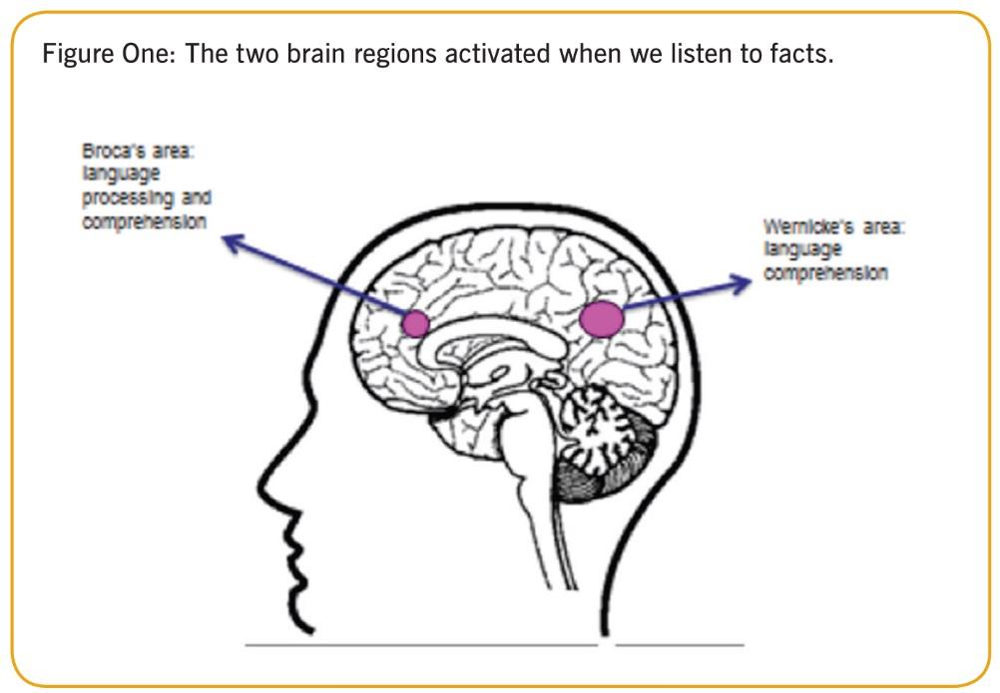 Figure One: The two brain regions activated when we listen to facts.
Broca's area:
language
processing and
comprehension
Wernicke's area:
language
comprehension